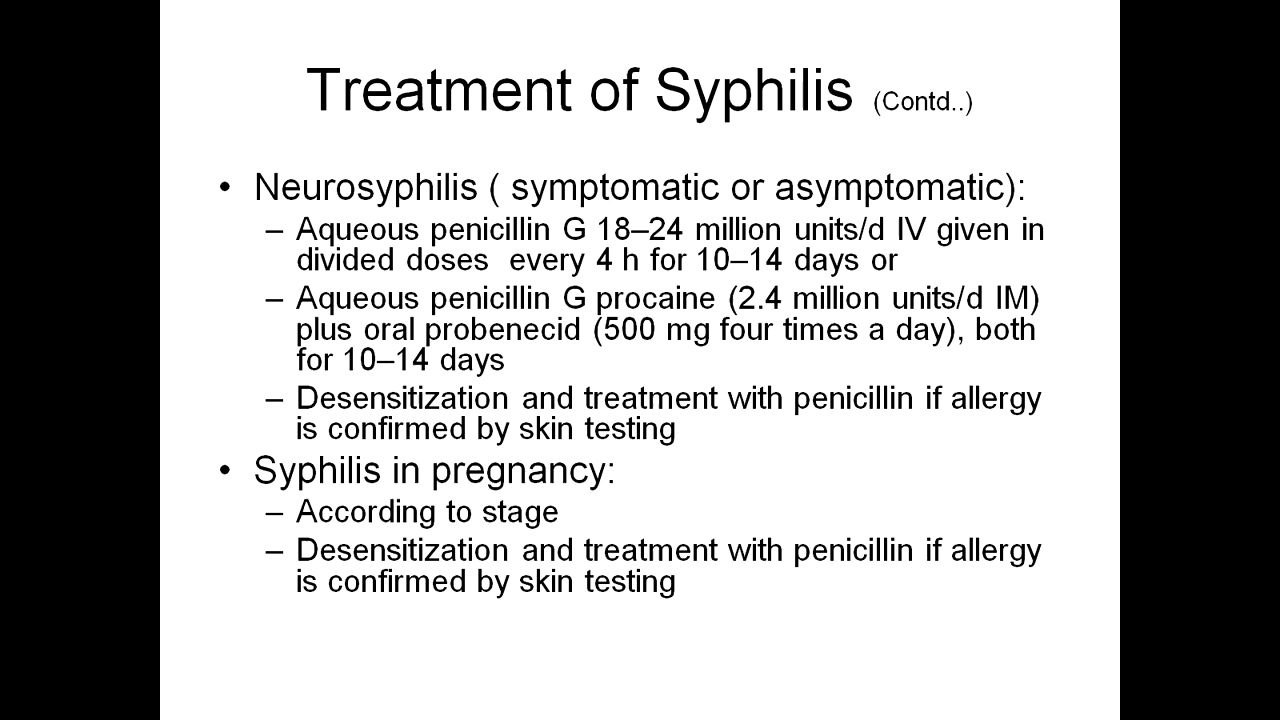 Treatment of Syphilis (Contd..)
• Neurosyphilis ( symptomatic or asymptomatic):
– Aqueous penicillin G 18–24 million units/d IV given in
divided doses  every 4 h for 10–14 days or
– Aqueous penicillin G procaine (2.4 million units/d IM)
plus oral probenecid (500 mg four times a day), both
for 10–14 days
– Desensitization and treatment with penicillin if allergy
is confirmed by skin testing
• Syphilis in pregnancy:
– According to stage
– Desensitization and treatment with penicillin if allergy
is confirmed by skin testing